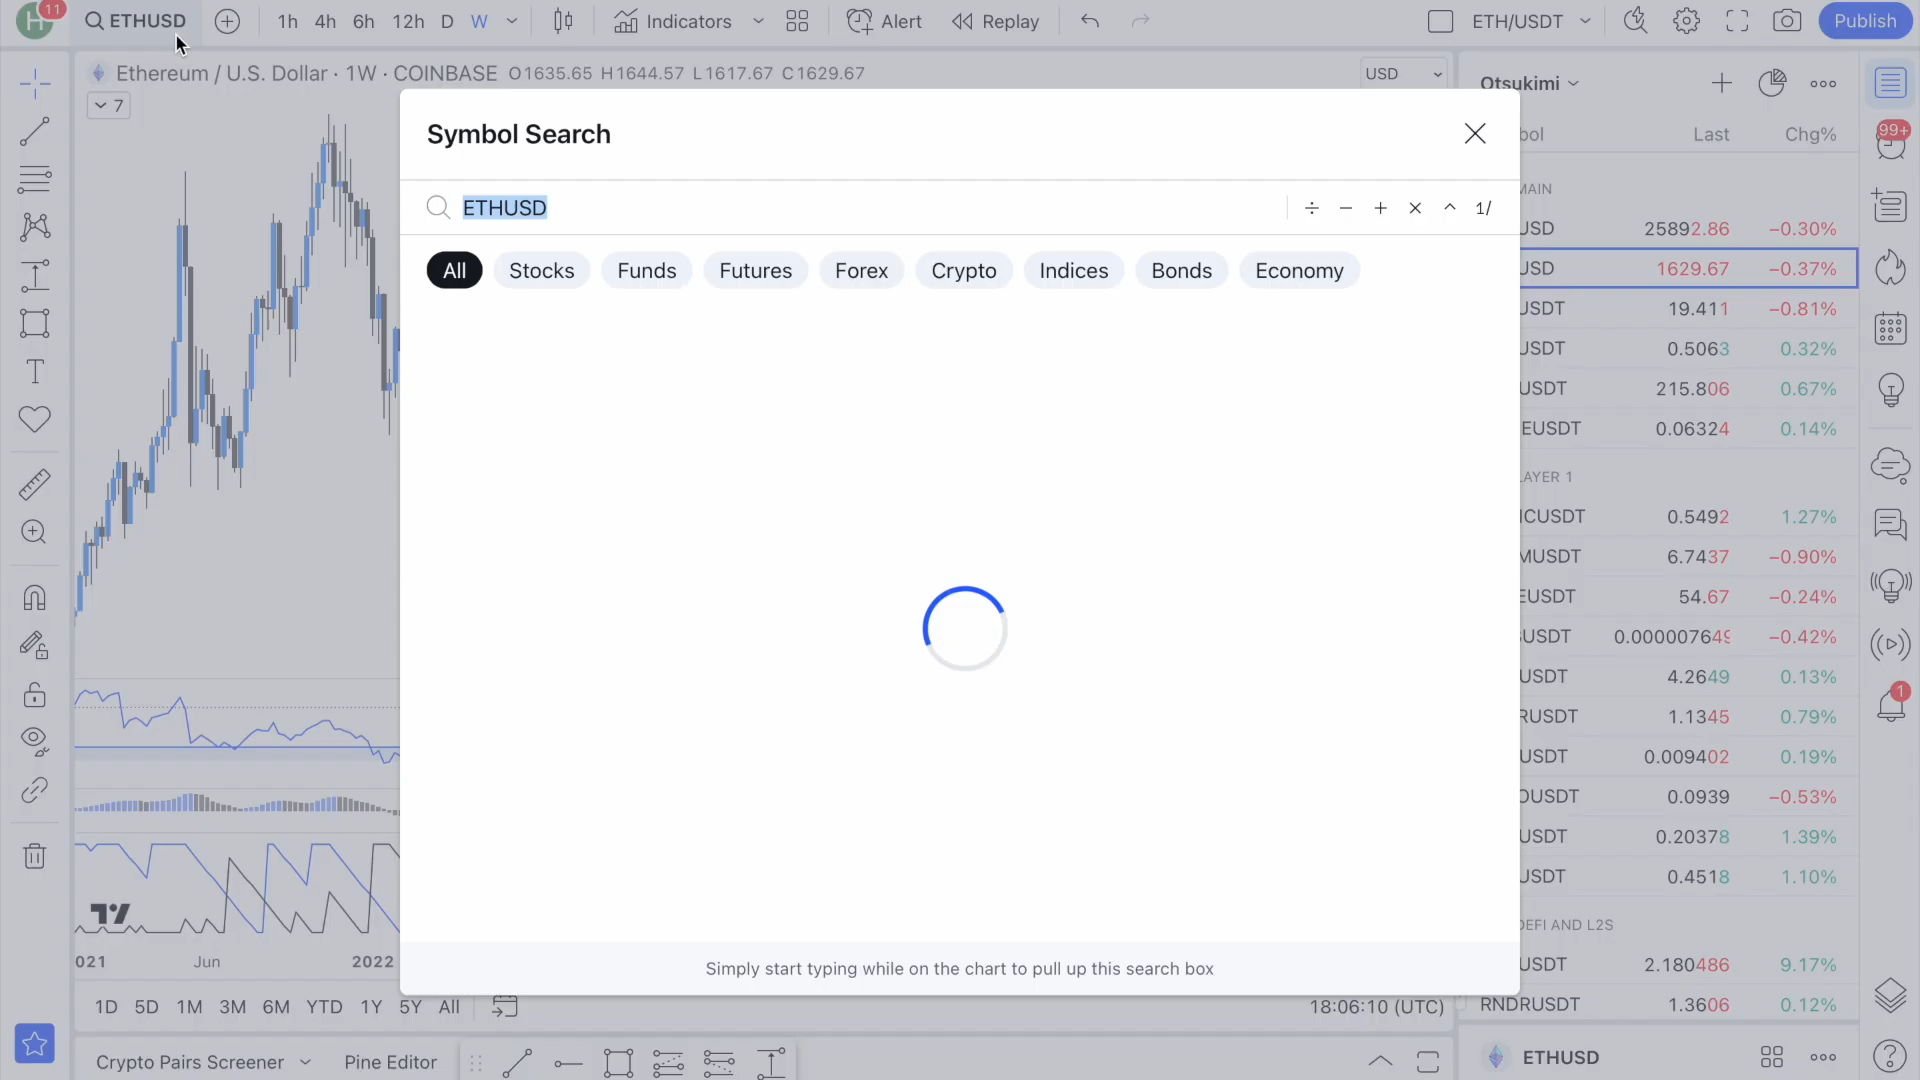 H 11 ETHUSD 1h 4h 6h 12h D W Indicators Alert Replay ETH/USDT Publish
Ethereum / U.S. Dollar · 1W · COINBASE O1635.65 H1644.57 L1617.67 C1629.67 USD
7
Otsukimi
Last Chg%
99+
Symbol Search
ETHUSD ÷ − + × ^ 1/
All Stocks Funds Futures Forex Crypto Indices Bonds Economy
MAIN
USD 25892.86 −0.30%
USD 1629.67 −0.37%
USDT 19.411 −0.81%
USDT 0.5063 0.32%
USDT 215.806 0.67%
EUSDT 0.06324 0.14%
LAYER 1
ICUSDT 0.5492 1.27%
MUSDT 6.7437 −0.90%
EUSDT 54.67 −0.24%
USDT 0.000007649 −0.42%
USDT 4.2649 0.13%
RUSDT 1.1345 0.79%
1
USDT 0.009402 0.19%
OUSDT 0.0939 −0.53%
USDT 0.20378 1.39%
USDT 0.4518 1.10%
DEFI AND L2S
USDT 2.180486 9.17%
RNDRUSDT 1.3606 0.12%
021 Jun 2022
Simply start typing while on the chart to pull up this search box
1D 5D 1M 3M 6M YTD 1Y 5Y All 18:06:10 (UTC)
Crypto Pairs Screener Pine Editor
ETHUSD